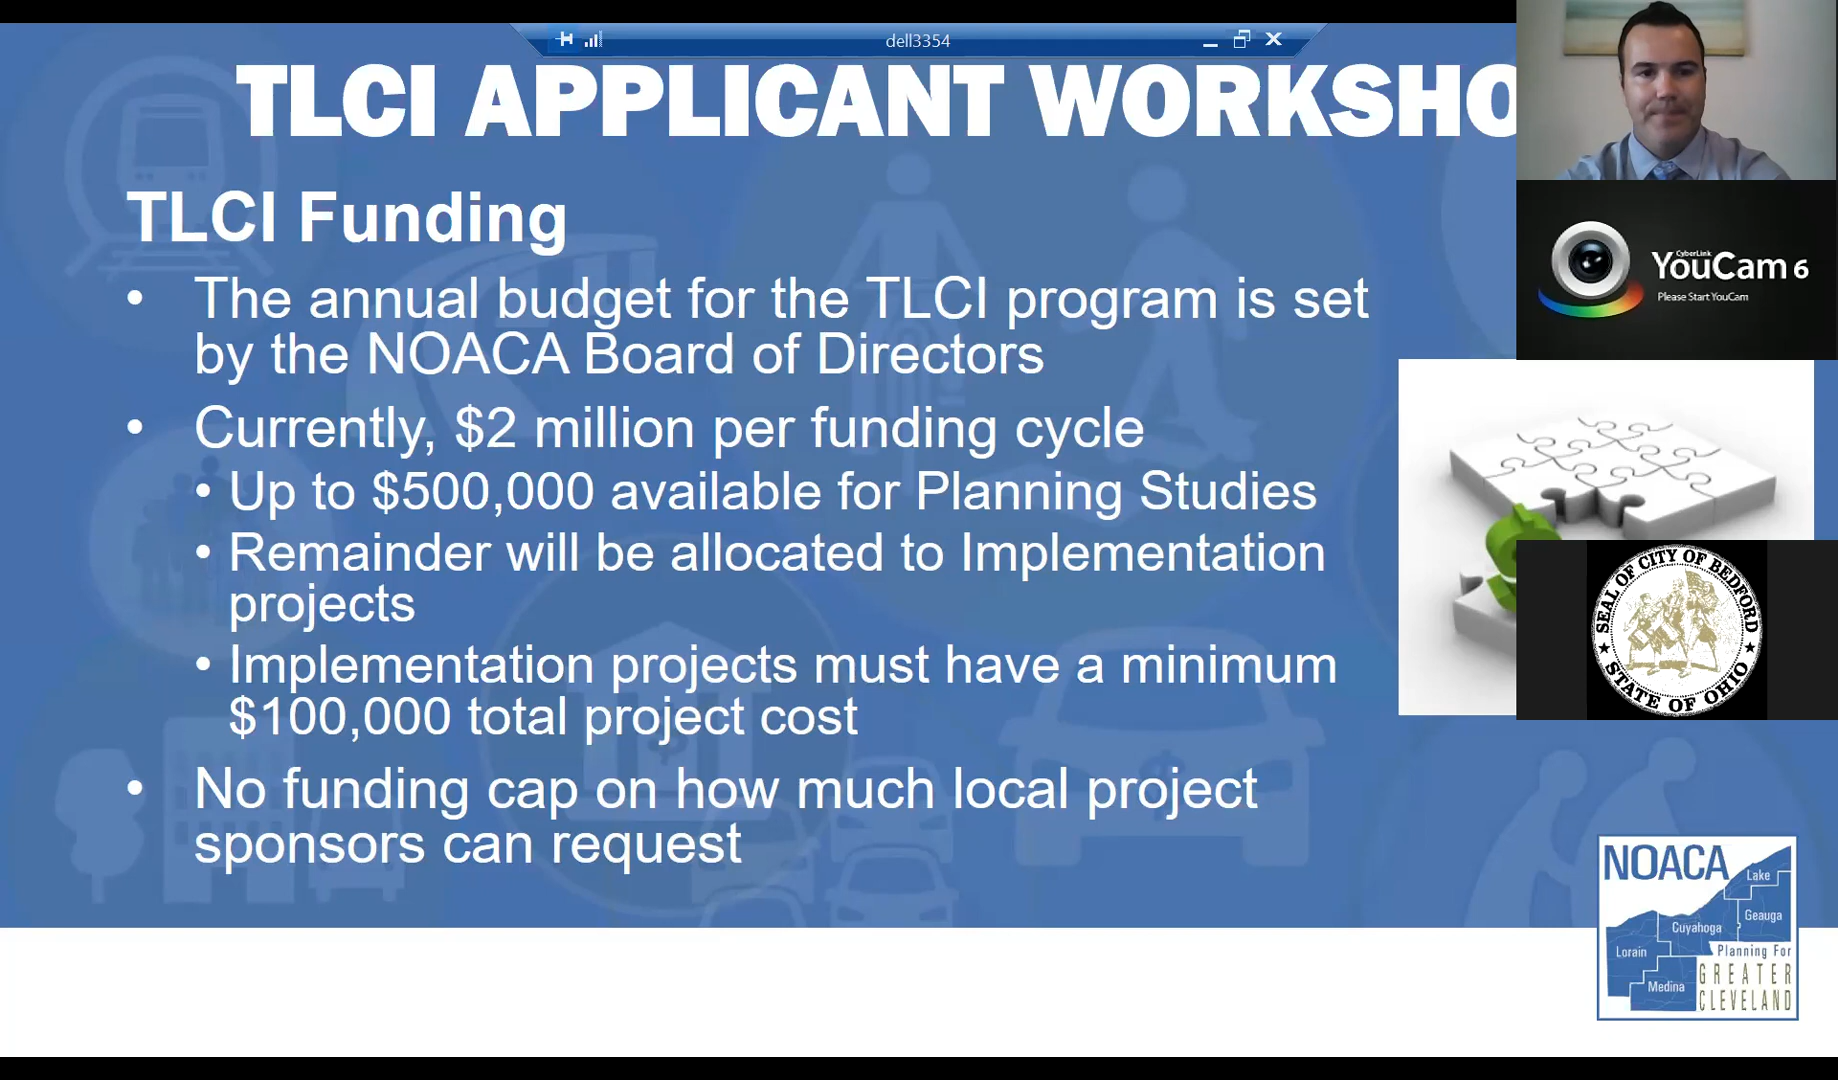 dell3354
TLCI APPLICANT WORKSHO
TLCI Funding
• The annual budget for the TLCI program is set
by the NOACA Board of Directors
• Currently, $2 million per funding cycle
• Up to $500,000 available for Planning Studies
• Remainder will be allocated to Implementation
projects
• Implementation projects must have a minimum
$100,000 total project cost
• No funding cap on how much local project
sponsors can request
CyberLink
YouCam 6
Please Start YouCam
SEAL OF CITY OF BEDFORD
STATE OF OHIO
NOACA
Lake
Geauga
Cuyahoga
Lorain
Medina
Planning For
GREATER
CLEVELAND